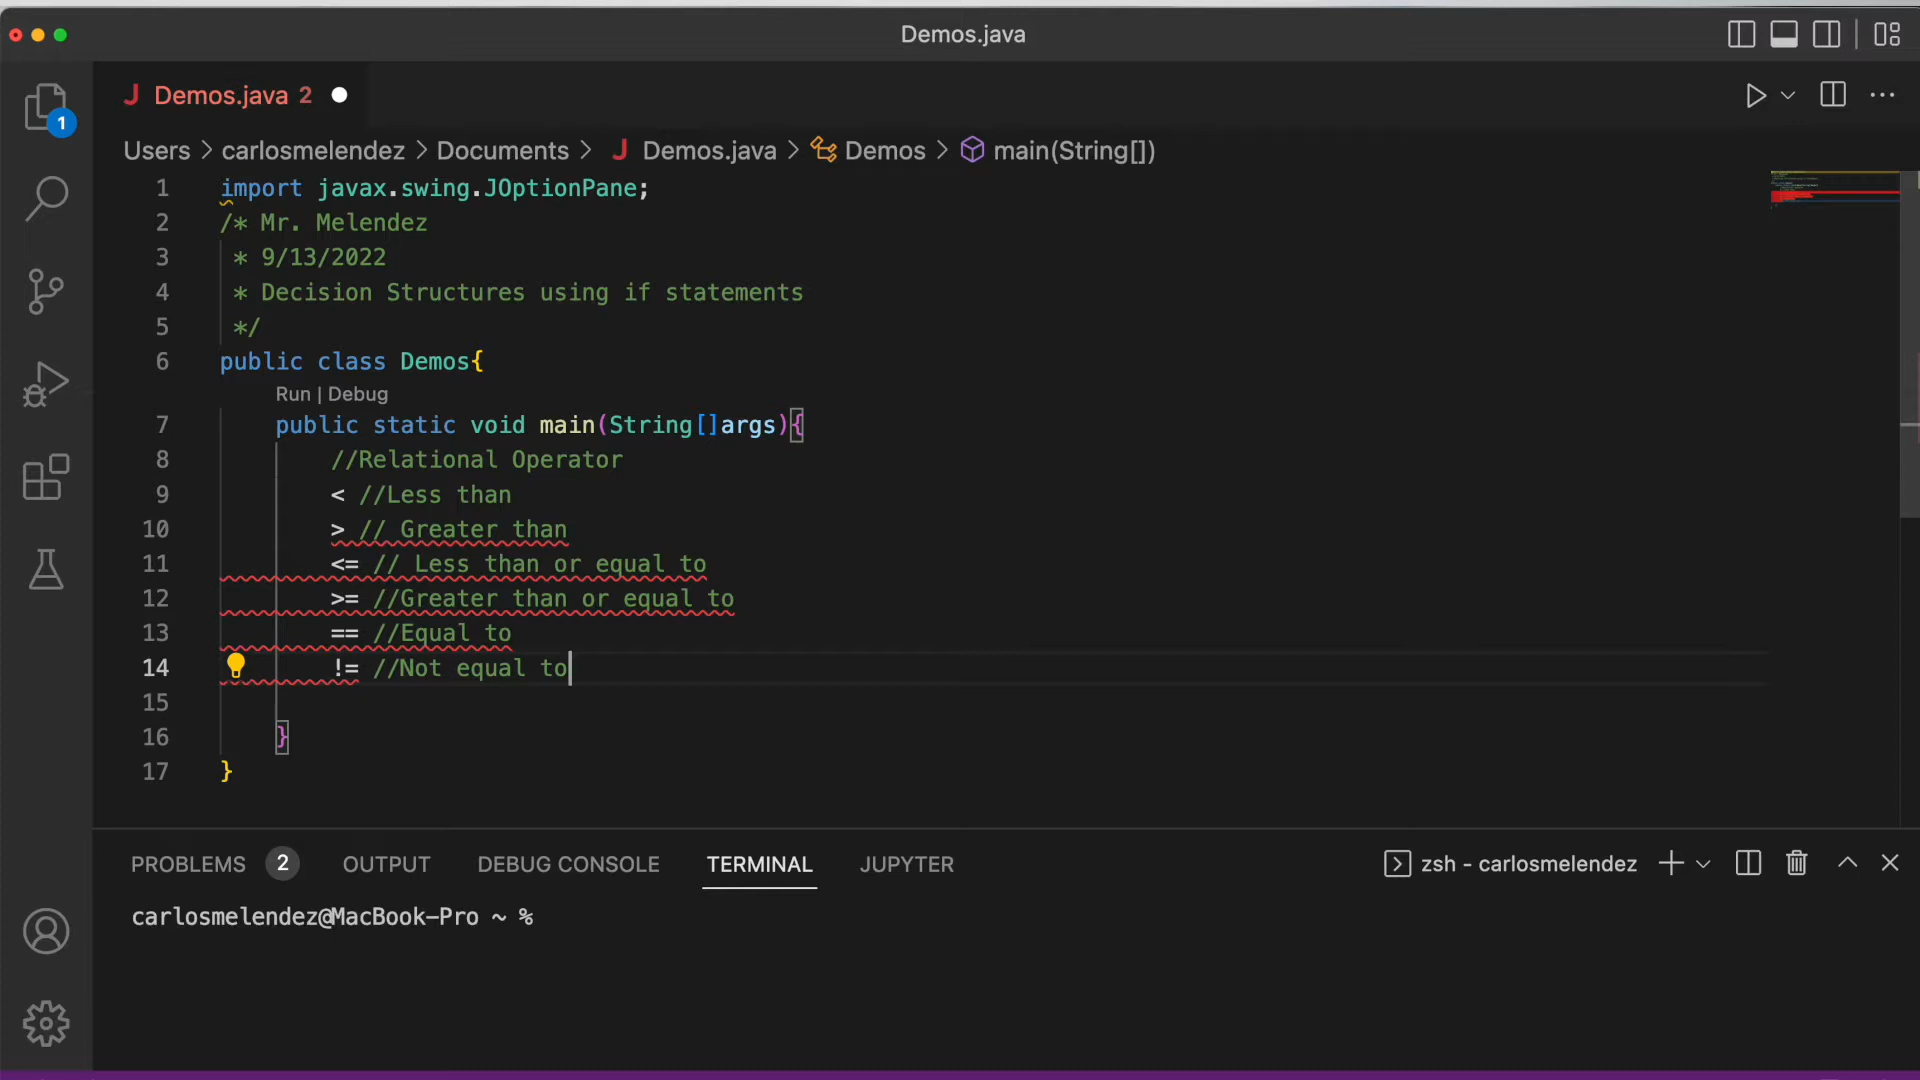 Demos.java
J Demos.java 2
1
Users > carlosmelendez > Documents > J Demos.java > Demos > main(String[])
1 import javax.swing.JOptionPane;
2 /* Mr. Melendez
3 * 9/13/2022
4 * Decision Structures using if statements
5 */
6 public class Demos{
Run | Debug
7 public static void main(String[]args){
8 //Relational Operator
9 < //Less than
10 > // Greater than
11 <= // Less than or equal to
12 >= //Greater than or equal to
13 == //Equal to
14 != //Not equal to
15
16 }
17 }
PROBLEMS 2 OUTPUT DEBUG CONSOLE TERMINAL JUPYTER zsh - carlosmelendez
carlosmelendez@MacBook-Pro ~ %